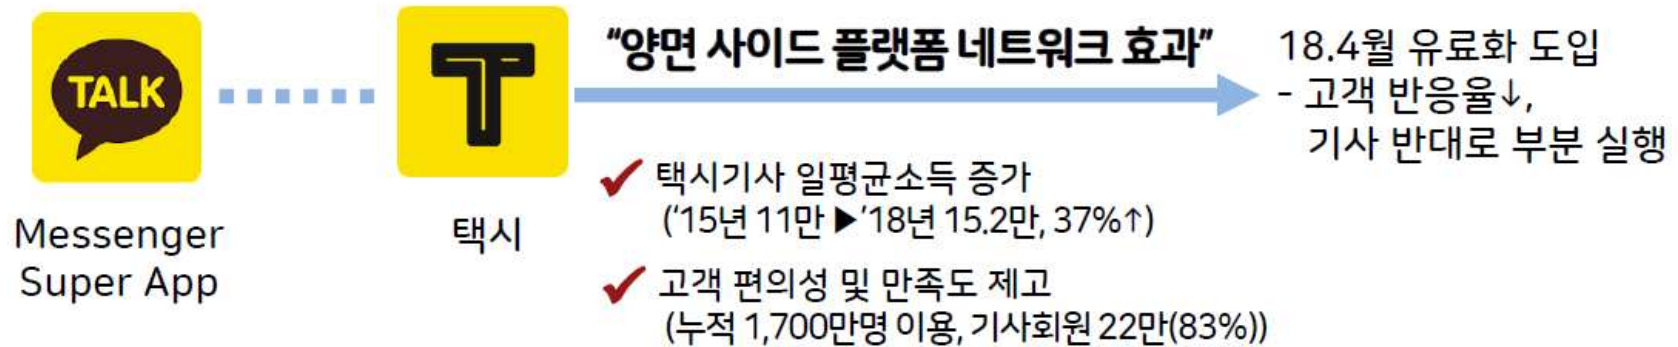 TALK
Messenger
Super App
T
택시
“양면 사이드 플랫폼 네트워크 효과”
✔ 택시기사 일평균소득 증가
(‘15년 11만 ▶’18년 15.2만, 37%↑)
✔ 고객 편의성 및 만족도 제고
(누적 1,700만명 이용, 기사회원 22만(83%))
18.4월 유료화 도입
- 고객 반응율↓,
기사 반대로 부분 실행